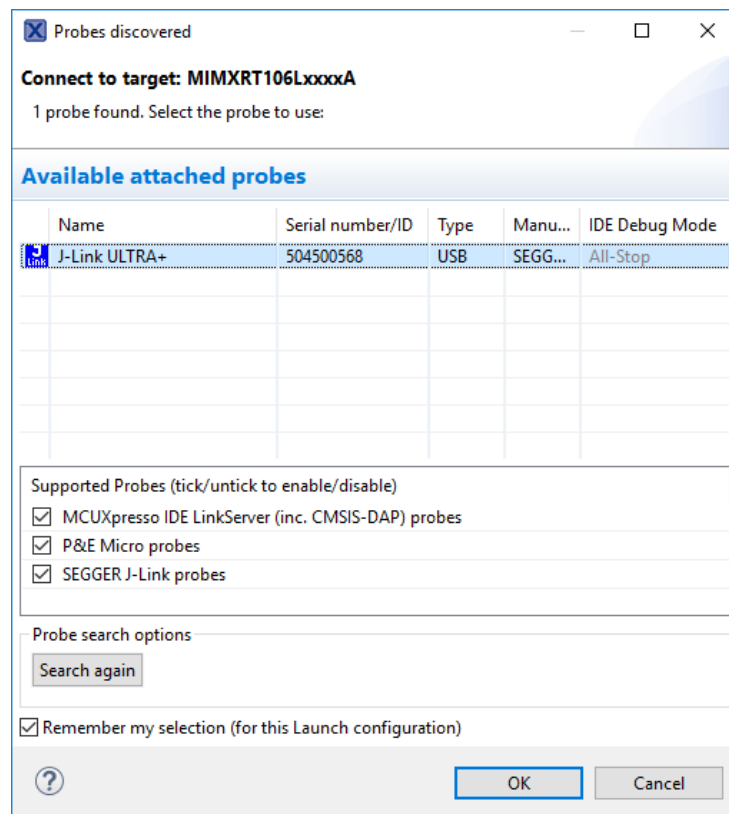 Probes discovered
Connect to target: MIMXRT106LxxxxA
1 probe found. Select the probe to use:
Available attached probes
Name Serial number/ID Type Manu... IDE Debug Mode
J Link J-Link ULTRA+ 504500568 USB SEGG... All-Stop
Supported Probes (tick/untick to enable/disable)
MCUXpresso IDE LinkServer (inc. CMSIS-DAP) probes
P&E Micro probes
SEGGER J-Link probes
Probe search options
Search again
Remember my selection (for this Launch configuration)
? OK Cancel